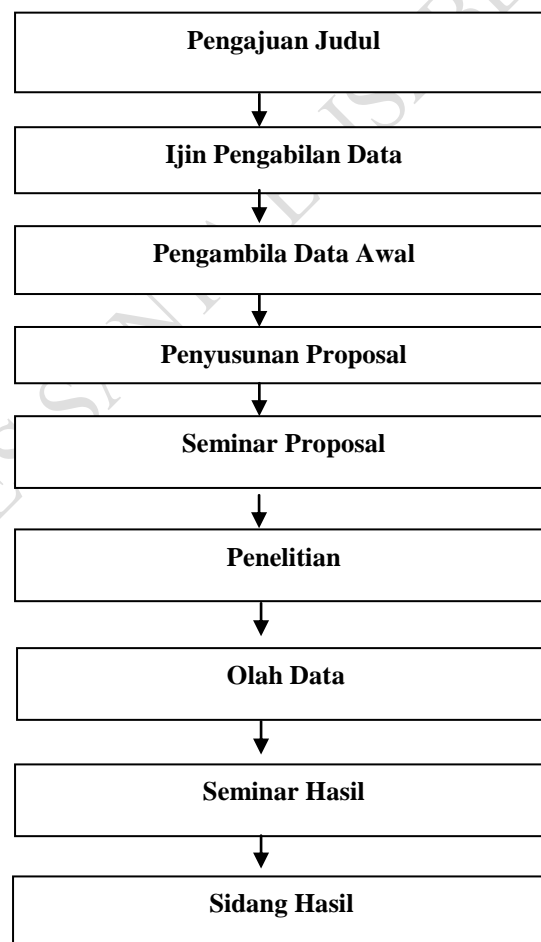 Pengajuan Judul
Ijin Pengabilan Data
Pengambila Data Awal
Penyusunan Proposal
Seminar Proposal
Penelitian
Olah Data
Seminar Hasil
Sidang Hasil